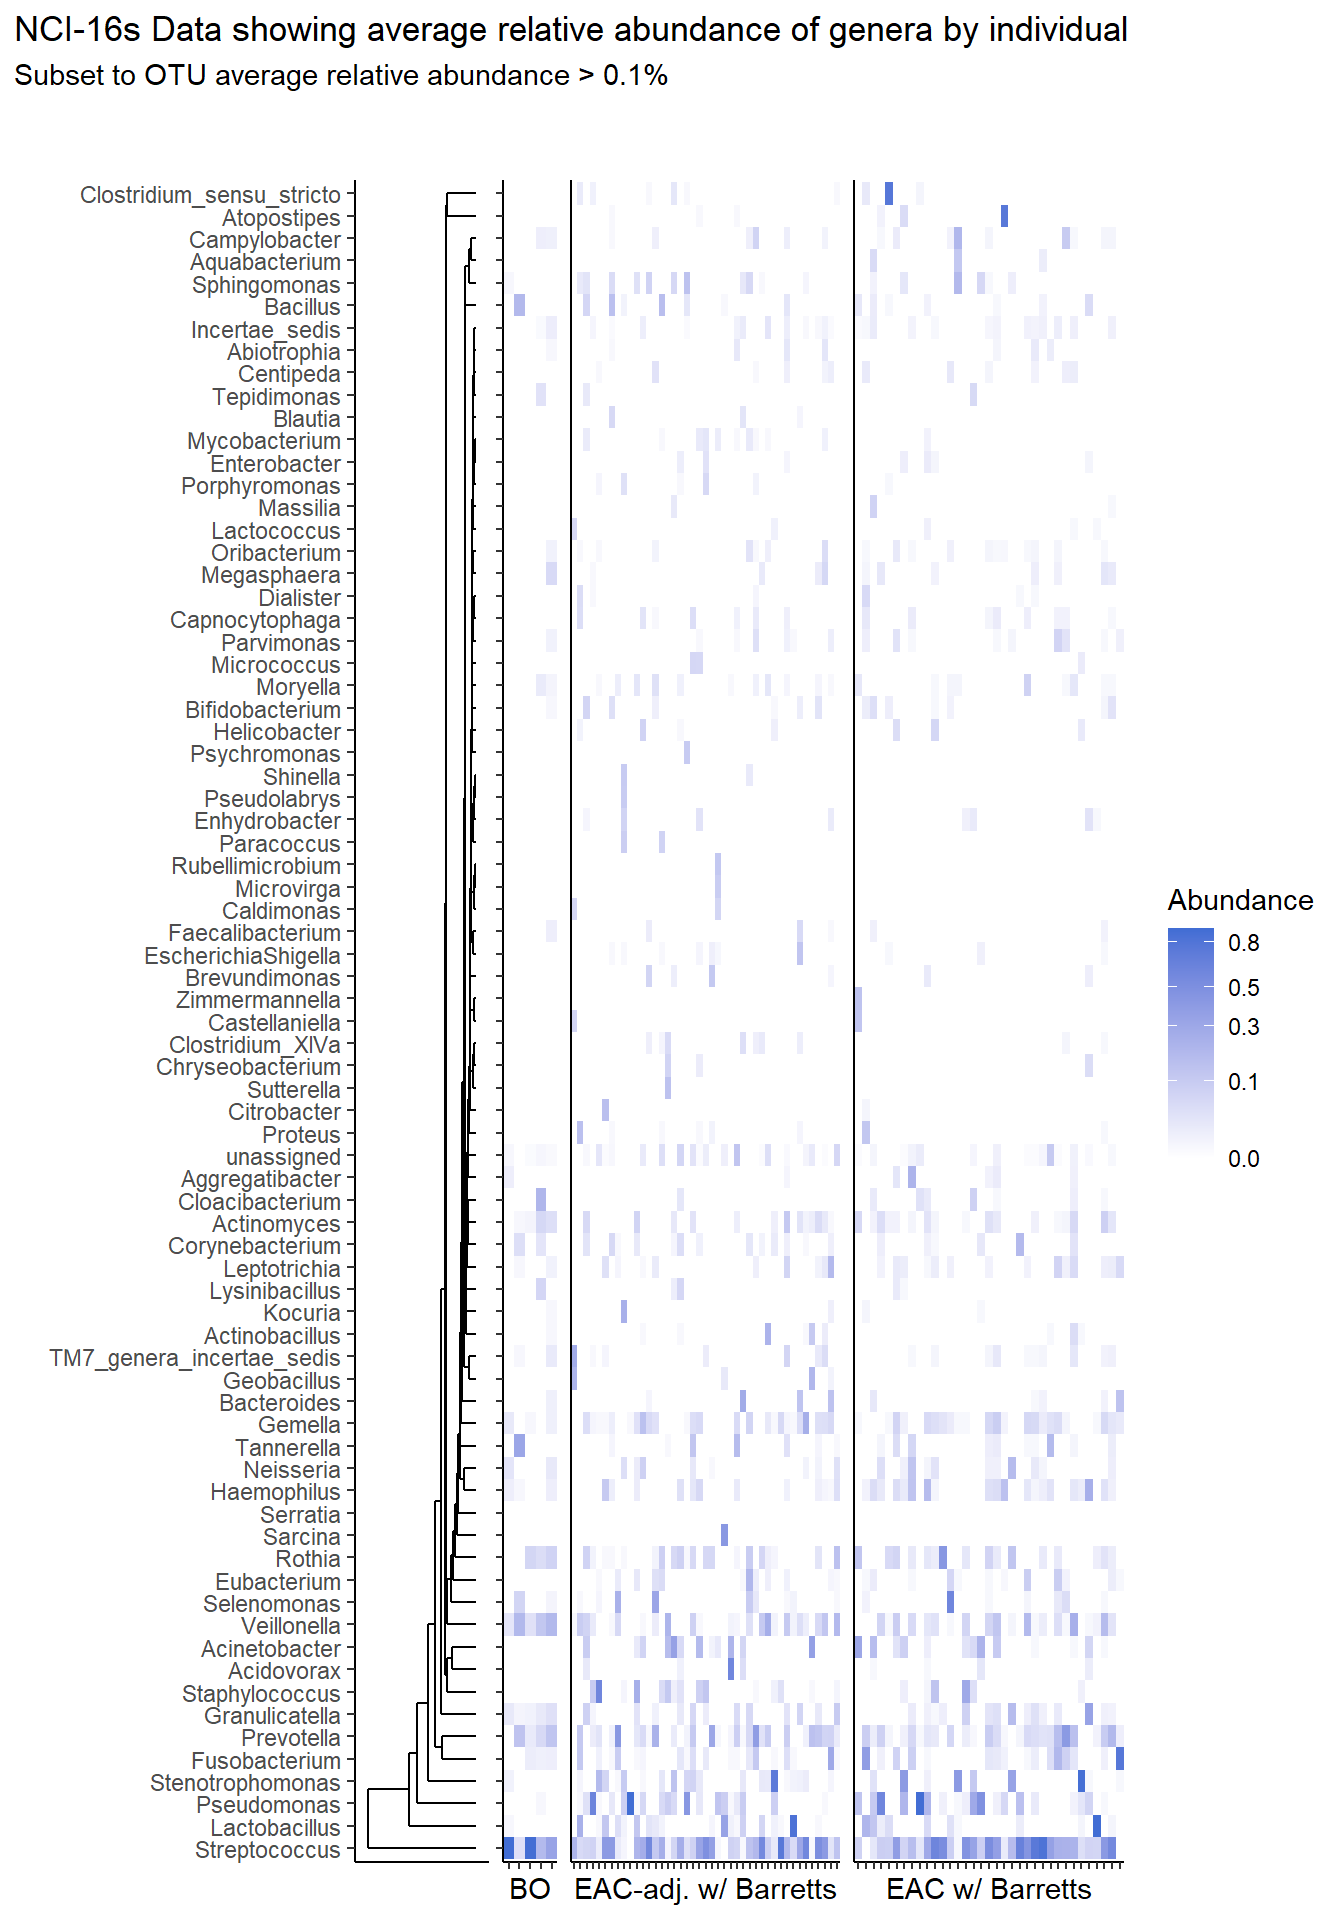 NCI-16s Data showing average relative abundance of genera by individual
Subset to OTU average relative abundance > 0.1%
Clostridium_sensu_stricto
Atopostipes
Campylobacter
Aquabacterium
Sphingomonas
Bacillus
Incertae_sedis
Abiotrophia
Centipeda
Tepidimonas
Blautia
Mycobacterium
Enterobacter
Porphyromonas
Massilia
Lactococcus
Oribacterium
Megasphaera
Dialister
Capnocytophaga
Parvimonas
Micrococcus
Moryella
Bifidobacterium
Helicobacter
Psychromonas
Shinella
Pseudolabrys
Enhydrobacter
Paracoccus
Rubellimicrobium
Microvirga
Caldimonas
Faecalibacterium
EscherichiaShigella
Brevundimonas
Zimmermannella
Castellaniella
Clostridium_XlVa
Chryseobacterium
Sutterella
Citrobacter
Proteus
unassigned
Aggregatibacter
Cloacibacterium
Actinomyces
Corynebacterium
Leptotrichia
Lysinibacillus
Kocuria
Actinobacillus
TM7_genera_incertae_sedis
Geobacillus
Bacteroides
Gemella
Tannerella
Neisseria
Haemophilus
Serratia
Sarcina
Rothia
Eubacterium
Selenomonas
Veillonella
Acinetobacter
Acidovorax
Staphylococcus
Granulicatella
Prevotella
Fusobacterium
Stenotrophomonas
Pseudomonas
Lactobacillus
Streptococcus
BO
EAC-adj. w/ Barretts
EAC w/ Barretts
Abundance
0.8
0.5
0.3
0.1
0.0